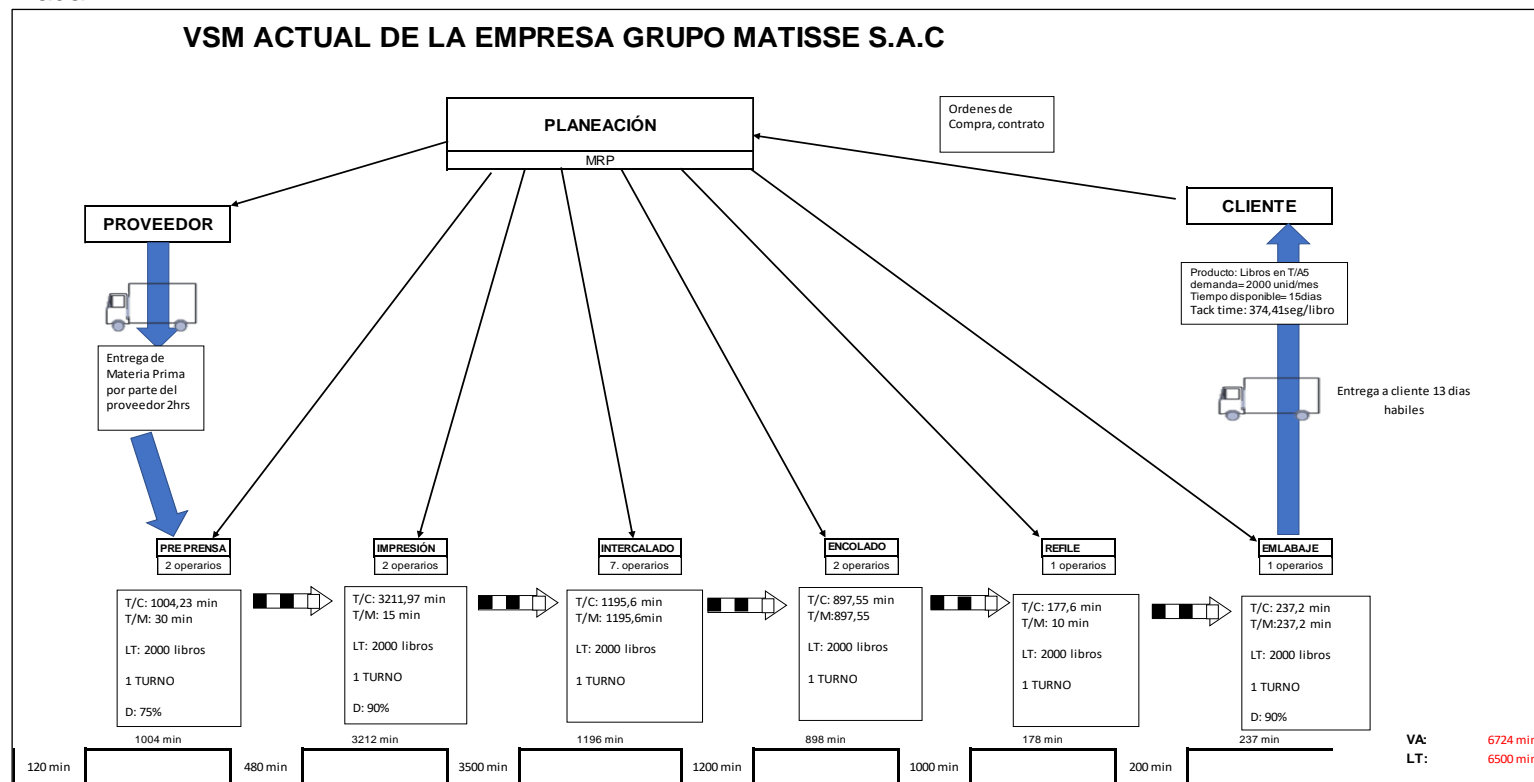 VSM ACTUAL DE LA EMPRESA GRUPO MATISSE S.A.C
PLANEACIÓN
MRP
Ordenes de
Compra, contrato
PROVEEDOR
CLIENTE
Producto: Libros en T/A5
demanda= 2000 unid/mes
Tiempo disponible= 15dias
Tack time: 374,41seg/libro
Entrega de
Materia Prima
por parte del
proveedor 2hrs
Entrega a cliente 13 dias
habiles
PRE PRENSA
2 operarios
T/C: 1004,23 min
T/M: 30 min
LT: 2000 libros
1 TURNO
D: 75%
IMPRESIÓN
2 operarios
T/C: 3211,97 min
T/M: 15 min
LT: 2000 libros
1 TURNO
D: 90%
INTERCALADO
7. operarios
T/C: 1195,6 min
T/M: 1195,6min
LT: 2000 libros
1 TURNO
ENCOLADO
2 operarios
T/C: 897,55 min
T/M:897,55
LT: 2000 libros
1 TURNO
REFILE
1 operarios
T/C: 177,6 min
T/M: 10 min
LT: 2000 libros
1 TURNO
EMLABAJE
1 operarios
T/C: 237,2 min
T/M:237,2 min
LT: 2000 libros
1 TURNO
D: 90%
1004 min
3212 min
1196 min
898 min
178 min
237 min
120 min
480 min
3500 min
1200 min
1000 min
200 min
VA: 6724 min
LT: 6500 min